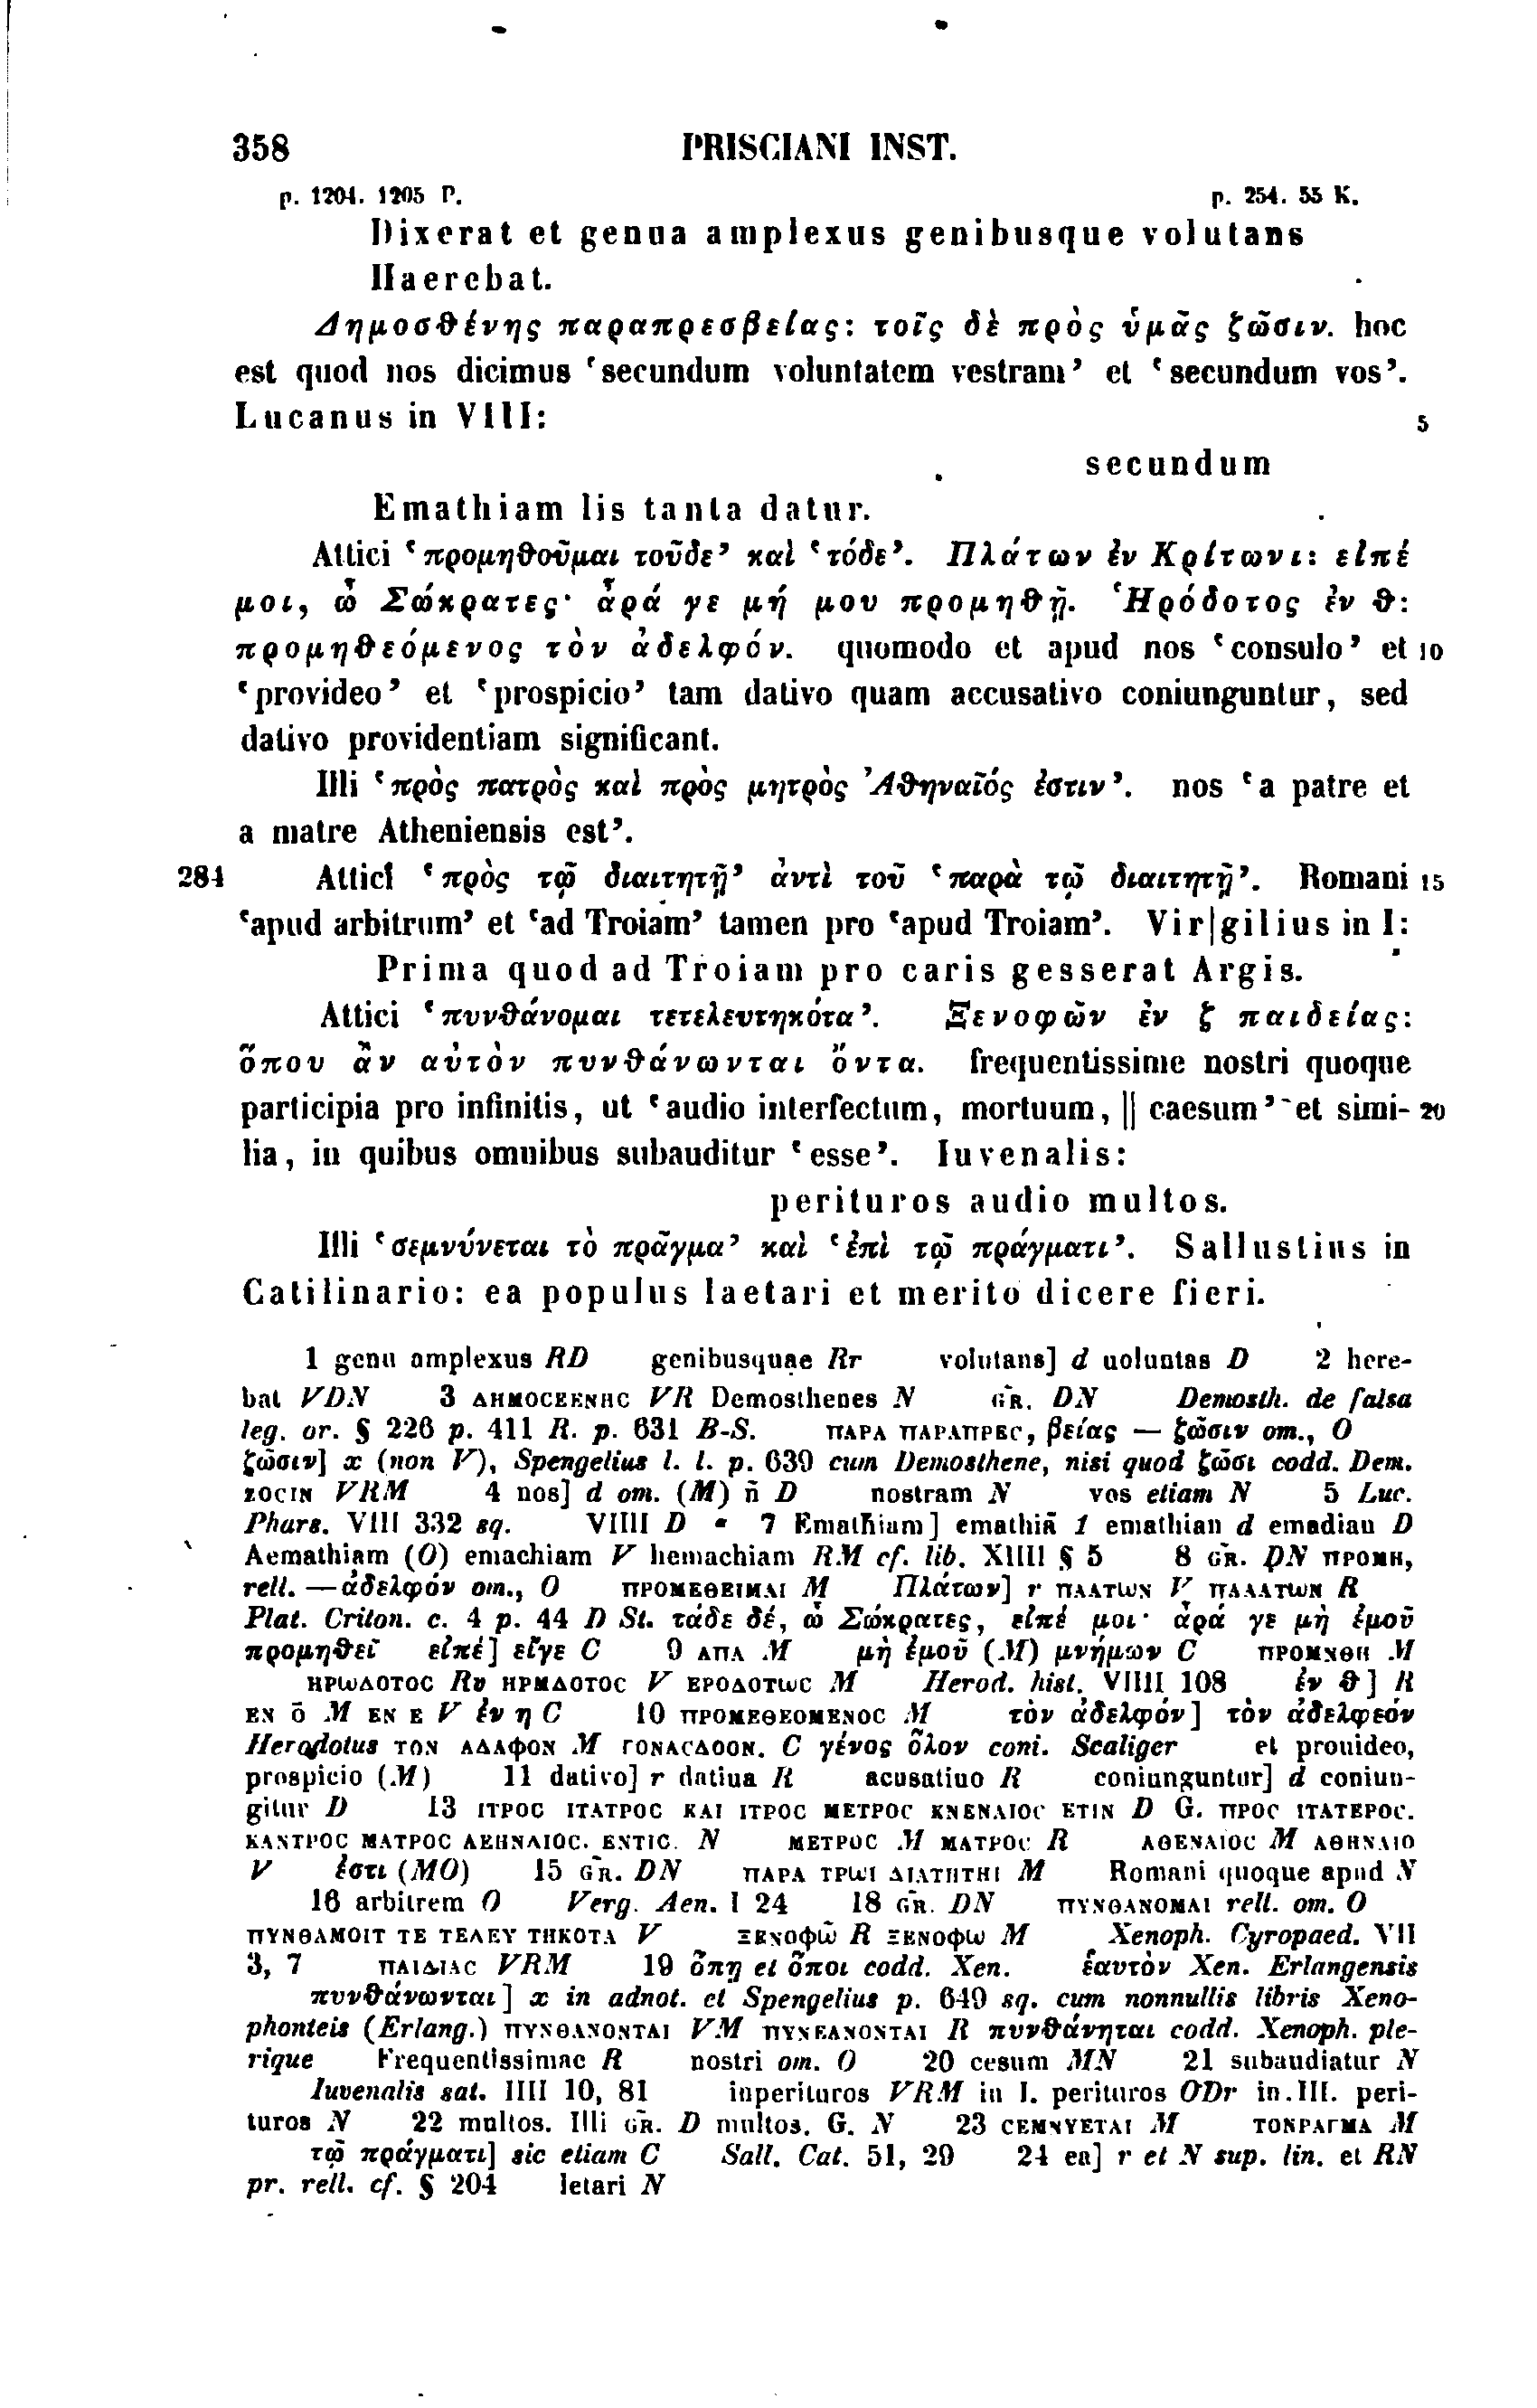 358 PRISCIANI INST.
p. 1204. 1205 P. p. 254. 55 K.
Dixerat et genua amplexus genibusque volutans
Haerebat.
Δημοσθένης παραπρεσβείας: τοῖς δὲ πρὸς ὑμᾶς ζῶσιν. hoc
est quod nos dicimus ‘secundum voluntatem vestram’ et ‘secundum vos’.
Lucanus in VIII: 5
secundum
Emathiam lis tanta datur.
Attici ‘προμηθοῦμαι τοῦδε’ καὶ ‘τόδε’. Πλάτων ἐν Κρίτωνι: εἰπέ
μοι, ὦ Σώκρατες· ἆρά γε μή μου προμηθῇ. Ἡρόδοτος ἐν θ:
προμηθεόμενος τὸν ἀδελφόν. quomodo et apud nos ‘consulo’ et 10
‘provideo’ et ‘prospicio’ tam dativo quam accusativo coniunguntur, sed
dativo providentiam significant.
Illi ‘πρὸς πατρὸς καὶ πρὸς μητρὸς Ἀθηναῖός ἐστιν’. nos ‘a patre et
a matre Atheniensis est’.
284 Attici ‘πρὸς τῷ διαιτητῇ’ ἀντὶ τοῦ ‘παρὰ τῷ διαιτητῇ’. Romani 15
‘apud arbitrum’ et ‘ad Troiam’ tamen pro ‘apud Troiam’. Vir|gilius in I:
Prima quod ad Troiam pro caris gesserat Argis.
Attici ‘πυνθάνομαι τετελευτηκότα’. Ξενοφῶν ἐν ζ παιδείας:
ὅπου ἂν αὐτὸν πυνθάνωνται ὄντα. frequentissime nostri quoque
participia pro infinitis, ut ‘audio interfectum, mortuum, || caesum’ et simi- 20
lia, in quibus omnibus subauditur ‘esse’. Iuvenalis:
perituros audio multos.
Illi ‘σεμνύνεται τὸ πρᾶγμα’ καὶ ‘ἐπὶ τῷ πράγματι’. Sallustius in
Catilinario: ea populus laetari et merito dicere fieri.
1 genu amplexus RD genibusquae Rr volutans] d uoluntas D 2 here-
bat VDN 3 ΔΗΜΟCΕΕΝΗC VR Demosthenes N GR. DN Demosth. de falsa
leg. or. § 226 p. 411 R. p. 631 B-S. ΠΑΡΑ ΠΑΡΑΠΡΕC, βείας — ζῶσιν om., O
ζῶσιν] x (non V), Spengelius l. l. p. 639 cum Demosthene, nisi quod ζῶσι codd. Dem.
ΖΟCΙΝ VRM 4 nos] d om. (M) n̄ D nostram N vos etiam N 5 Luc.
Phars. VIII 332 sq. VIIII D 7 Emathiam] emathiā 1 emathian d emadian D
Aemathiam (O) emachiam V hemachiam RM cf. lib. XIIII § 5 8 GR. DN ΠΡΟΜΗ,
rell. — ἀδελφόν om., O ΠΡΟΜΕΘΕΙΜΑΙ M Πλάτων] r ΠΑΑΤΩΝ V ΠΑΛΑΤΩΝ R
Plat. Criton. c. 4 p. 44 D St. τάδε δέ, ὦ Σώκρατες, εἰπέ μοι· ἆρά γε μὴ ἐμοῦ
προμηθεῖ εἰπέ] εἴγε C 9 ΑΠΑ M μὴ ἐμοῦ (M) μνήμων C ΠΡΟΜΝΘΗ M
ΗΡωΔΟΤΟC Rv ΗΡΜΔΟΤΟC V ΕΡΟΔΟΤωC M Herod. hist. VIIII 108 ἐν θ] R
ΕΝ ō M ΕΝ Ε V ἐν η C 10 ΠΡΟΜΕΘΕΟΜΕΝΟC M τὸν ἀδελφόν] τὸν ἀδελφεόν
Herodotus ΤΟΝ ΑΔΑΦΟΝ M ΓΟΝΑCΑΔΟΟΝ. C γένος ὅλον coni. Scaliger et prouideo,
prospicio (M) 11 dativo] r datiua R acusatiuo R coniunguntur] d coniun-
gitur D 13 ΙΤΡΟC ΙΤΑΤΡΟC ΚΑΙ ΙΤΡΟC ΜΕΤΡΟC ΚΝΕΝΑΙΟC ΕΤΙΝ D G. ΠΡΟC ΙΤΑΤΕΡΟC.
ΚΑΝΤΡΟC ΜΑΤΡΟC ΑΕΗΝΑΙΟC. ΕΝΤΙC. N ΜΕΤΡΟC M ΜΑΤΡΟC R ΑΘΕΝΑΙΟC M ΑΘΗΝΑΙΟ
V ἐστι (MO) 15 GR. DN ΠΑΡΑ ΤΡωΙ ΔΙΑΤΗΤΗΙ M Romani quoque apud N
16 arbitrem O Verg. Aen. I 24 18 GR. DN ΠΥΝΘΑΝΟΜΑΙ rell. om. O
ΠΥΝΘΑΜΟΙΤ ΤΕ ΤΕΛΕΥ ΤΗΚΟΤΑ V ΞΕΝΟΦω̄ R ΞΕΝΟΦω M Xenoph. Cyropaed. VII
3, 7 ΠΑΙΔΙΑC VRM 19 ὅπῃ et ὅποι codd. Xen. ἑαυτὸν Xen. Erlangensis
πυνθάνωνται] x in adnot. et Spengelius p. 649 sq. cum nonnullis libris Xeno-
phonteis (Erlang.) ΠΥΝΘΑΝΟΝΤΑΙ VM ΠΥΝΕΑΝΟΝΤΑΙ R πυνθάνηται codd. Xenoph. ple-
rique Frequentissimae R nostri om. O 20 cesum MN 21 subaudiatur N
Iuvenalis sat. IIII 10, 81 inperituros VRM in I. perituros ODr in.III. peri-
turos N 22 multos. Illi GR. D multos. G. N 23 CΕΜΝΥΕΤΑΙ M ΤΟΝΡΑΓΜΑ M
τῷ πράγματι] sic etiam C Sall. Cat. 51, 29 24 ea] r et N sup. lin. et RN
pr. rell. cf. § 204 letari N